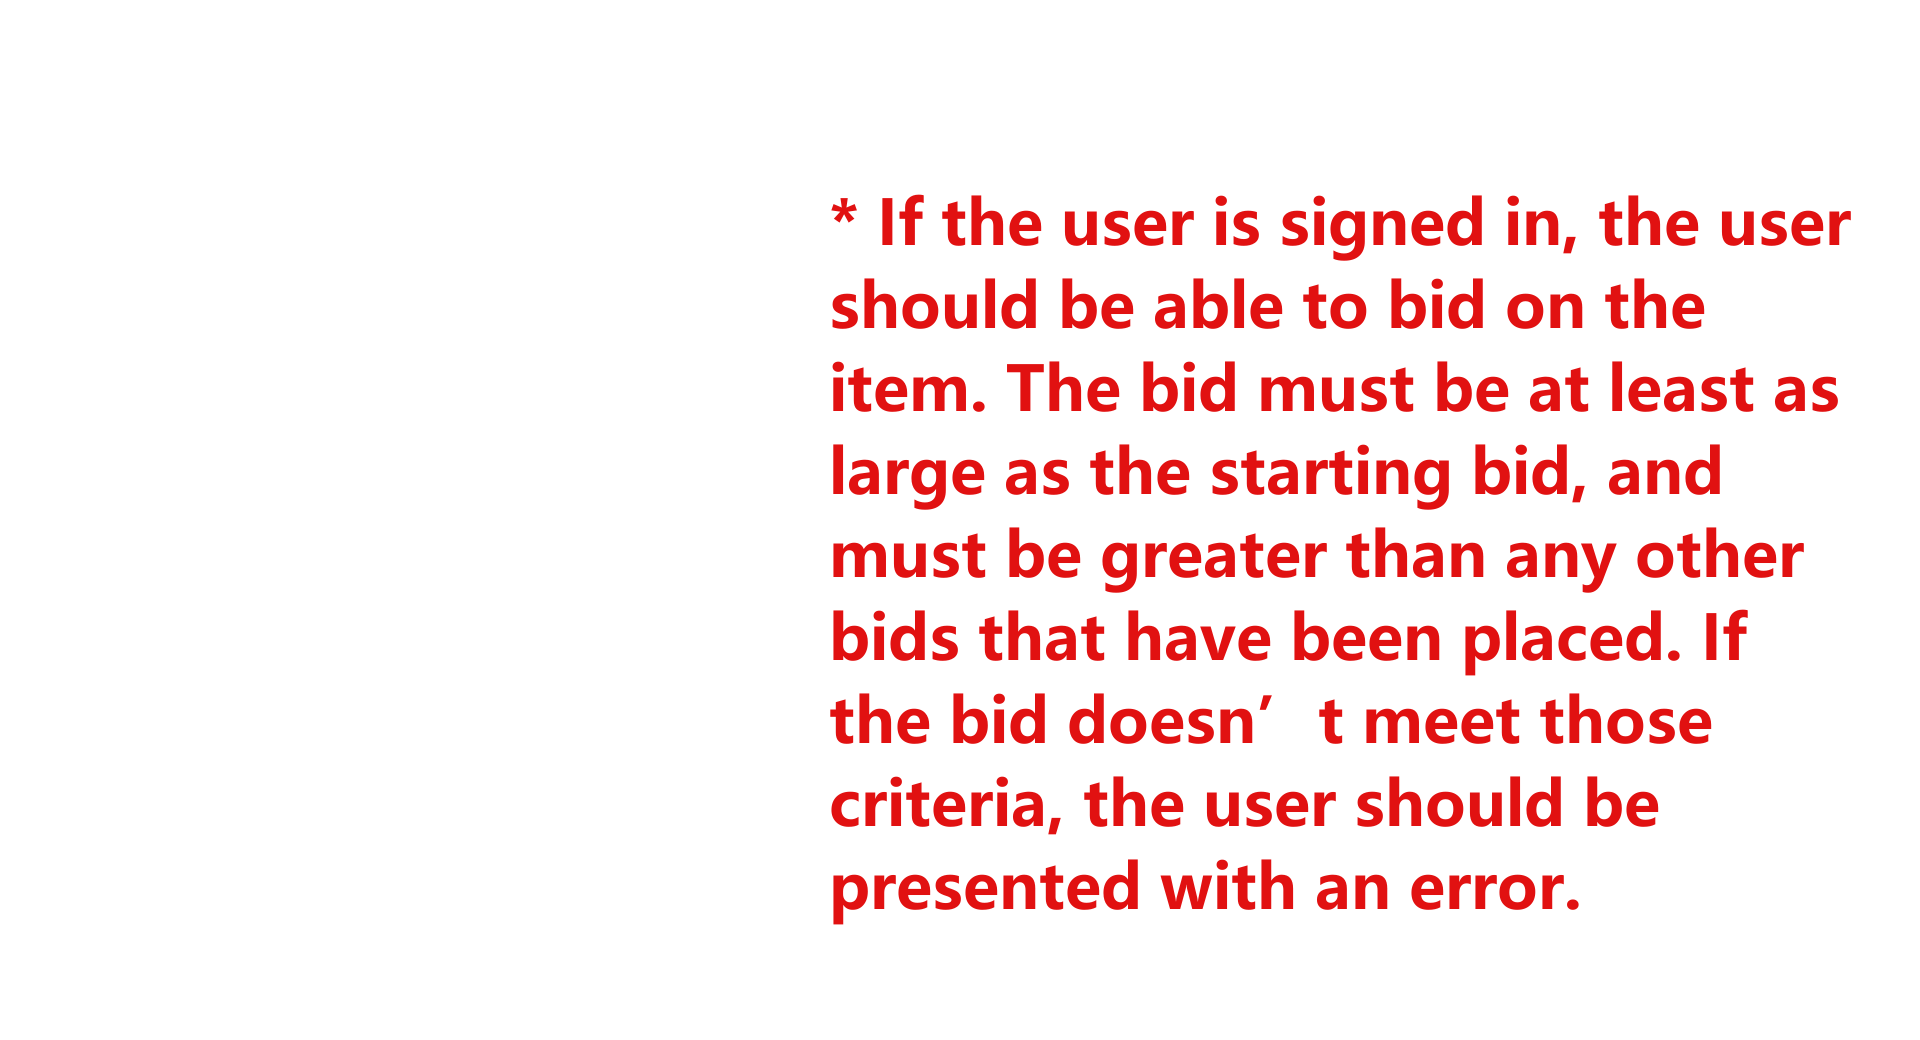 * If the user is signed in, the user
should be able to bid on the
item. The bid must be at least as
large as the starting bid, and
must be greater than any other
bids that have been placed. If
the bid doesn’t meet those
criteria, the user should be
presented with an error.